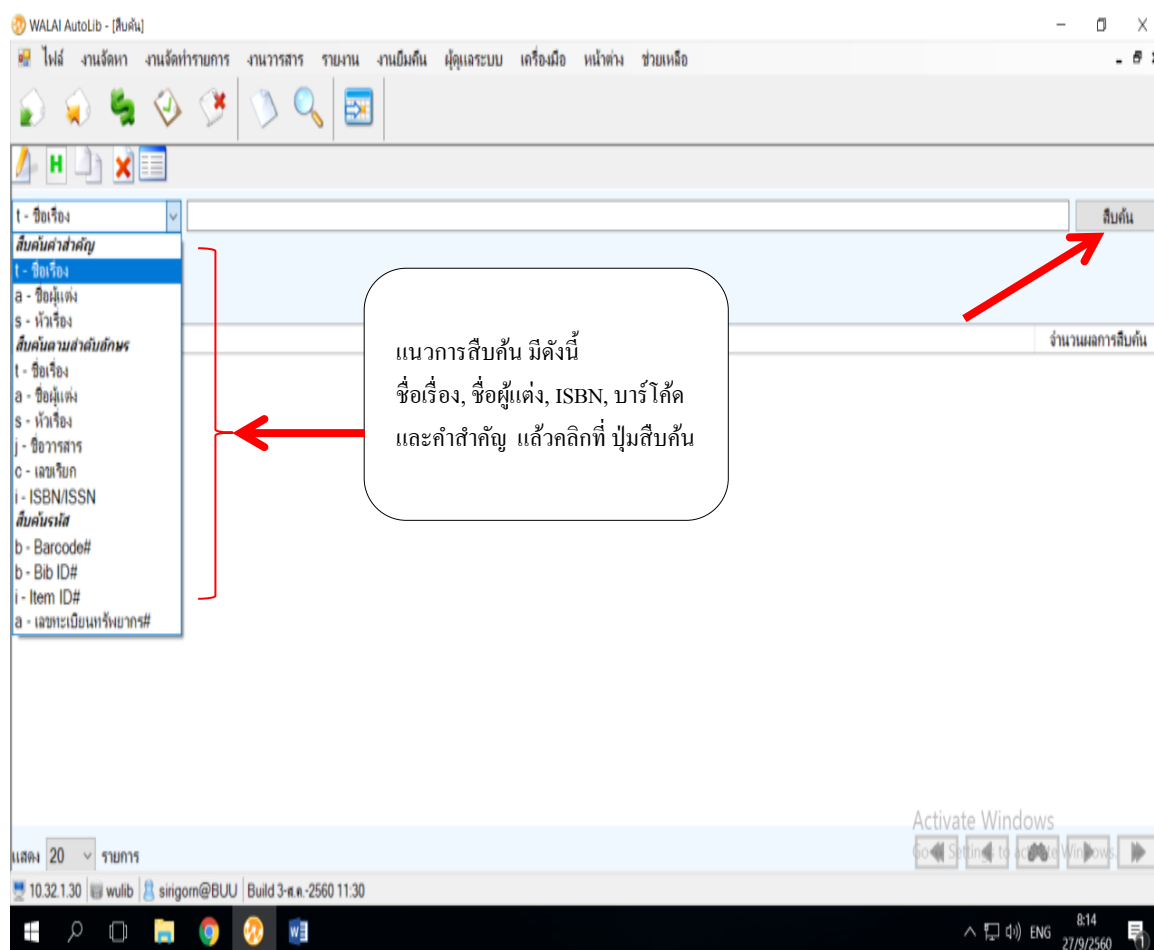 WALAI AutoLib - [สืบค้น]
ไฟล์ งานจัดหา งานจัดทำรายการ งานวารสาร รายงาน งานยืมคืน ผู้ดูแลระบบ เครื่องมือ หน้าต่าง ช่วยเหลือ
H
t - ชื่อเรื่อง สืบค้น
สืบค้นคำสำคัญ
t - ชื่อเรื่อง
a - ชื่อผู้แต่ง
s - หัวเรื่อง
สืบค้นตามลำดับอักษร
จำนวนผลการสืบค้น
t - ชื่อเรื่อง
a - ชื่อผู้แต่ง
s - หัวเรื่อง
j - ชื่อวารสาร
c - เลขเรียก
i - ISBN/ISSN
สืบค้นรหัส
b - Barcode#
b - Bib ID#
i - Item ID#
a - เลขทะเบียนทรัพยากร#
แนวการสืบค้น มีดังนี้
ชื่อเรื่อง, ชื่อผู้แต่ง, ISBN, บาร์โค้ด
และคำสำคัญ แล้วคลิกที่ ปุ่มสืบค้น
Activate Windows
Go to Settings to activate Windows.
แสดง 20 รายการ
10.32.1.30 wulib sirigorn@BUU Build 3-ส.ค.-2560 11:30
ENG 8:14
27/9/2560